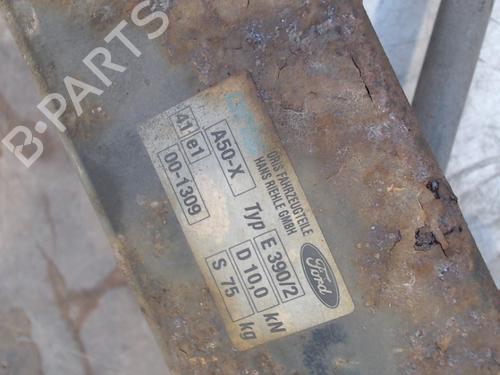 B-PARTS
ORIS FAHRZEUGTEILE
HANS RIEHLE GMBH
Ford
A50-X Typ E 390/2
41 e1 D 10,0 kN
00-1309 S 75 kg